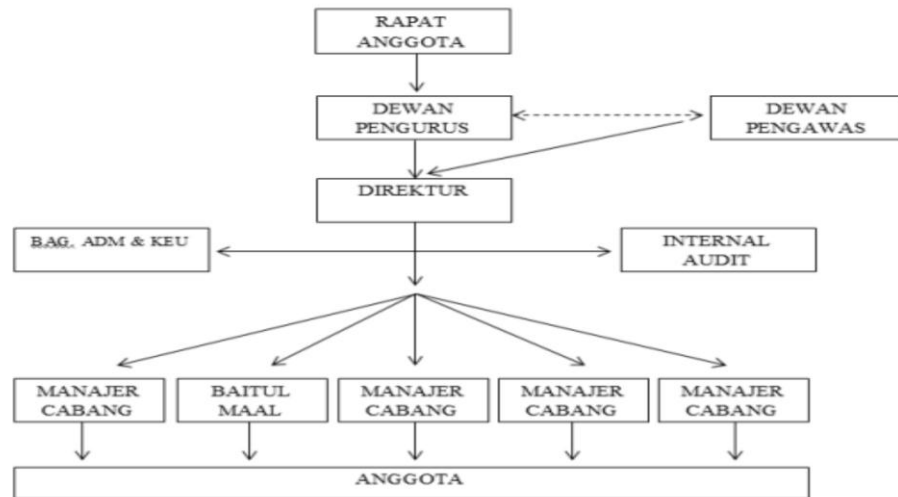 RAPAT
ANGGOTA
DEWAN
PENGURUS
DEWAN
PENGAWAS
DIREKTUR
BAG. ADM & KEU
INTERNAL
AUDIT
MANAJER
CABANG
BAITUL
MAAL
MANAJER
CABANG
MANAJER
CABANG
MANAJER
CABANG
ANGGOTA